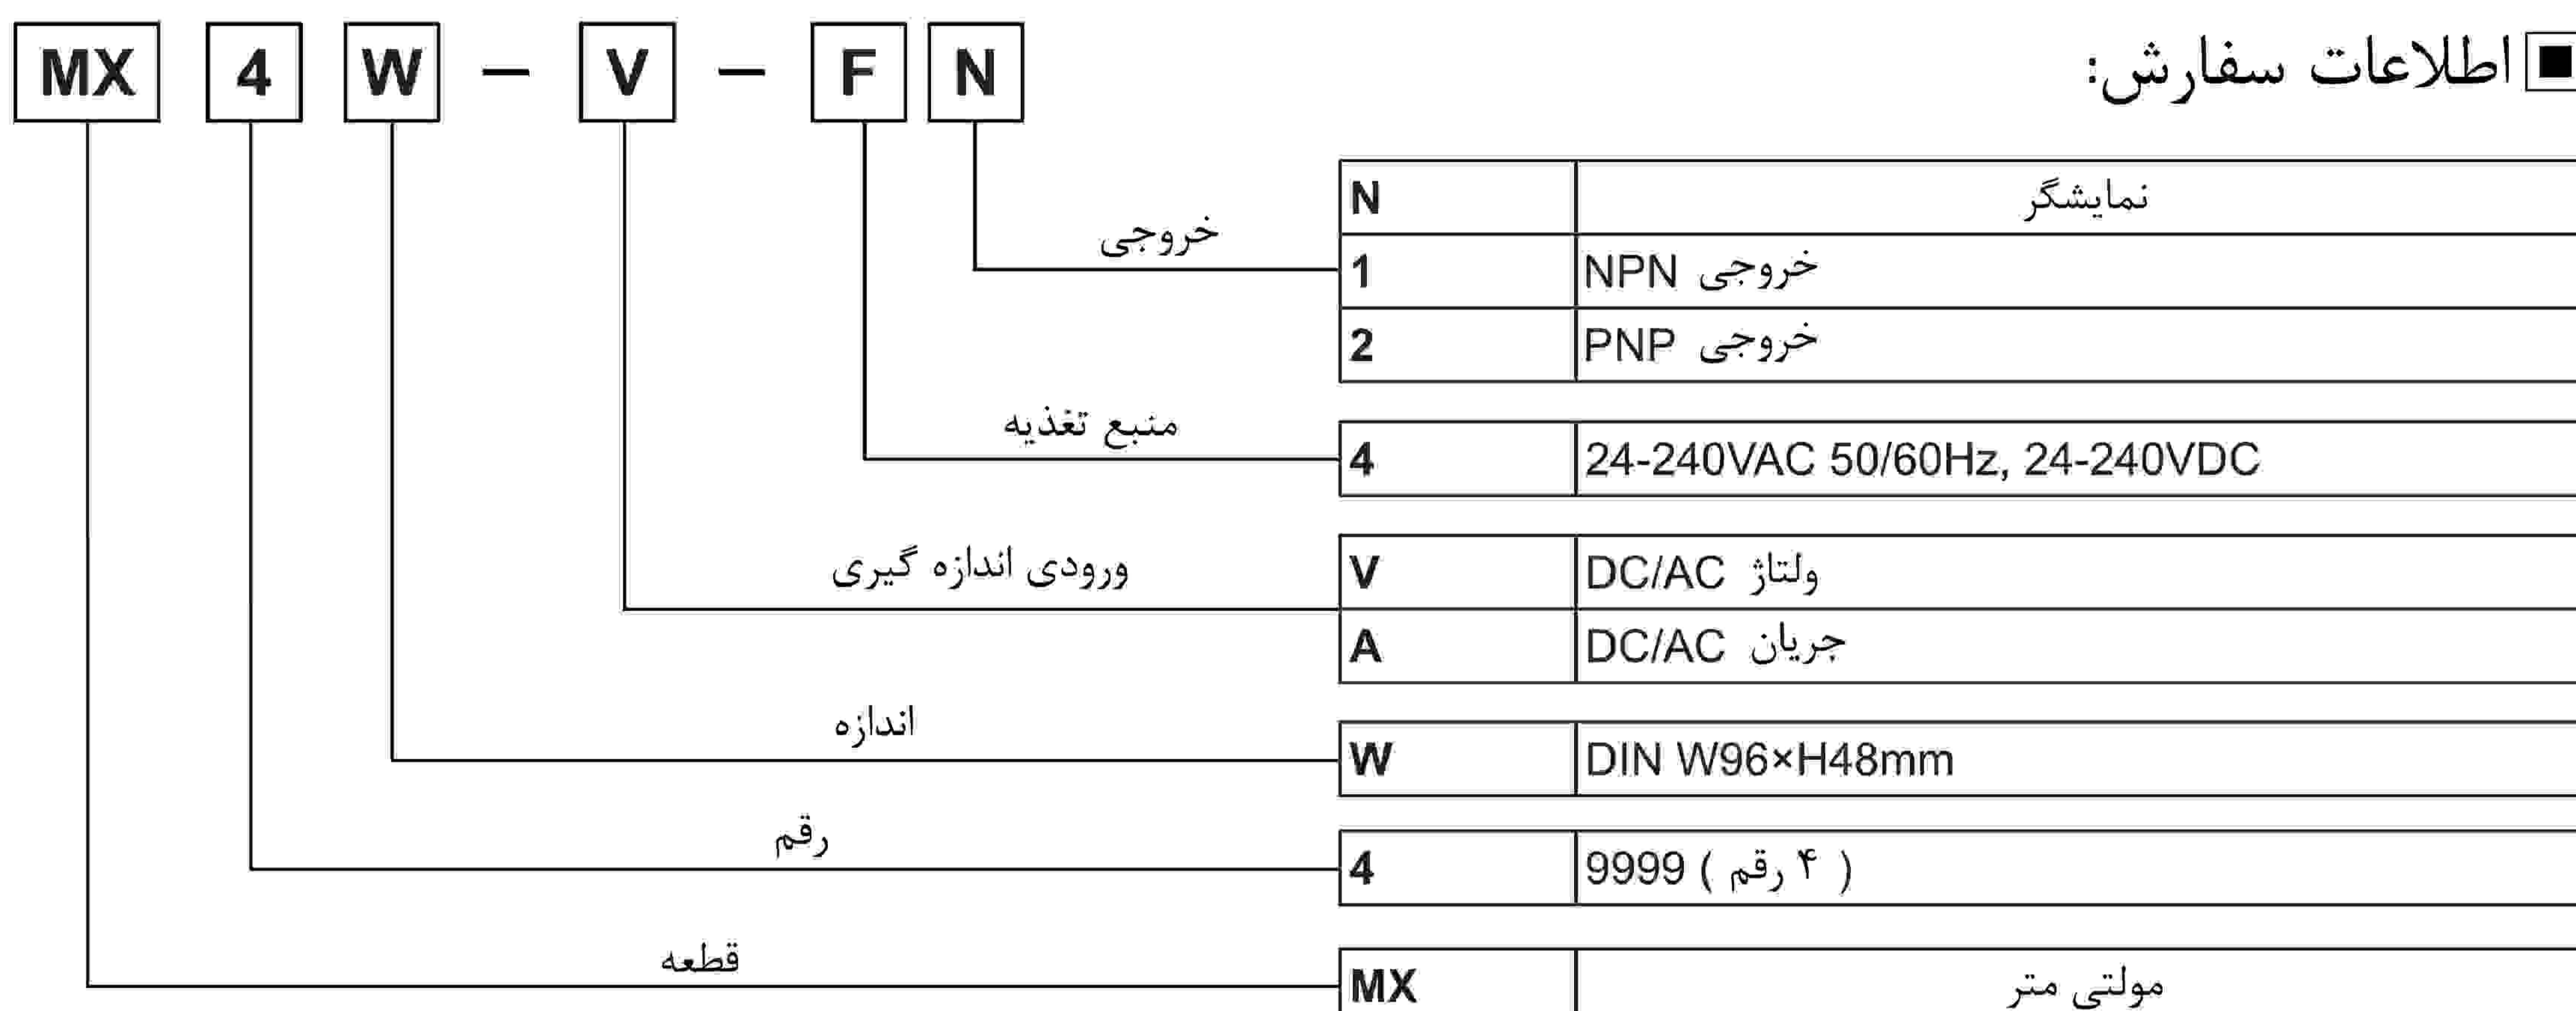 اطلاعات سفارش:
MX 4 W - V - F N
خروجی
N نمایشگر
1 NPN خروجی
2 PNP خروجی
منبع تغذیه
4 24-240VAC 50/60Hz, 24-240VDC
ورودی اندازه گیری
V DC/AC ولتاژ
A DC/AC جریان
اندازه
W DIN W96×H48mm
رقم
4 9999 ( ۴ رقم )
قطعه
MX مولتی متر